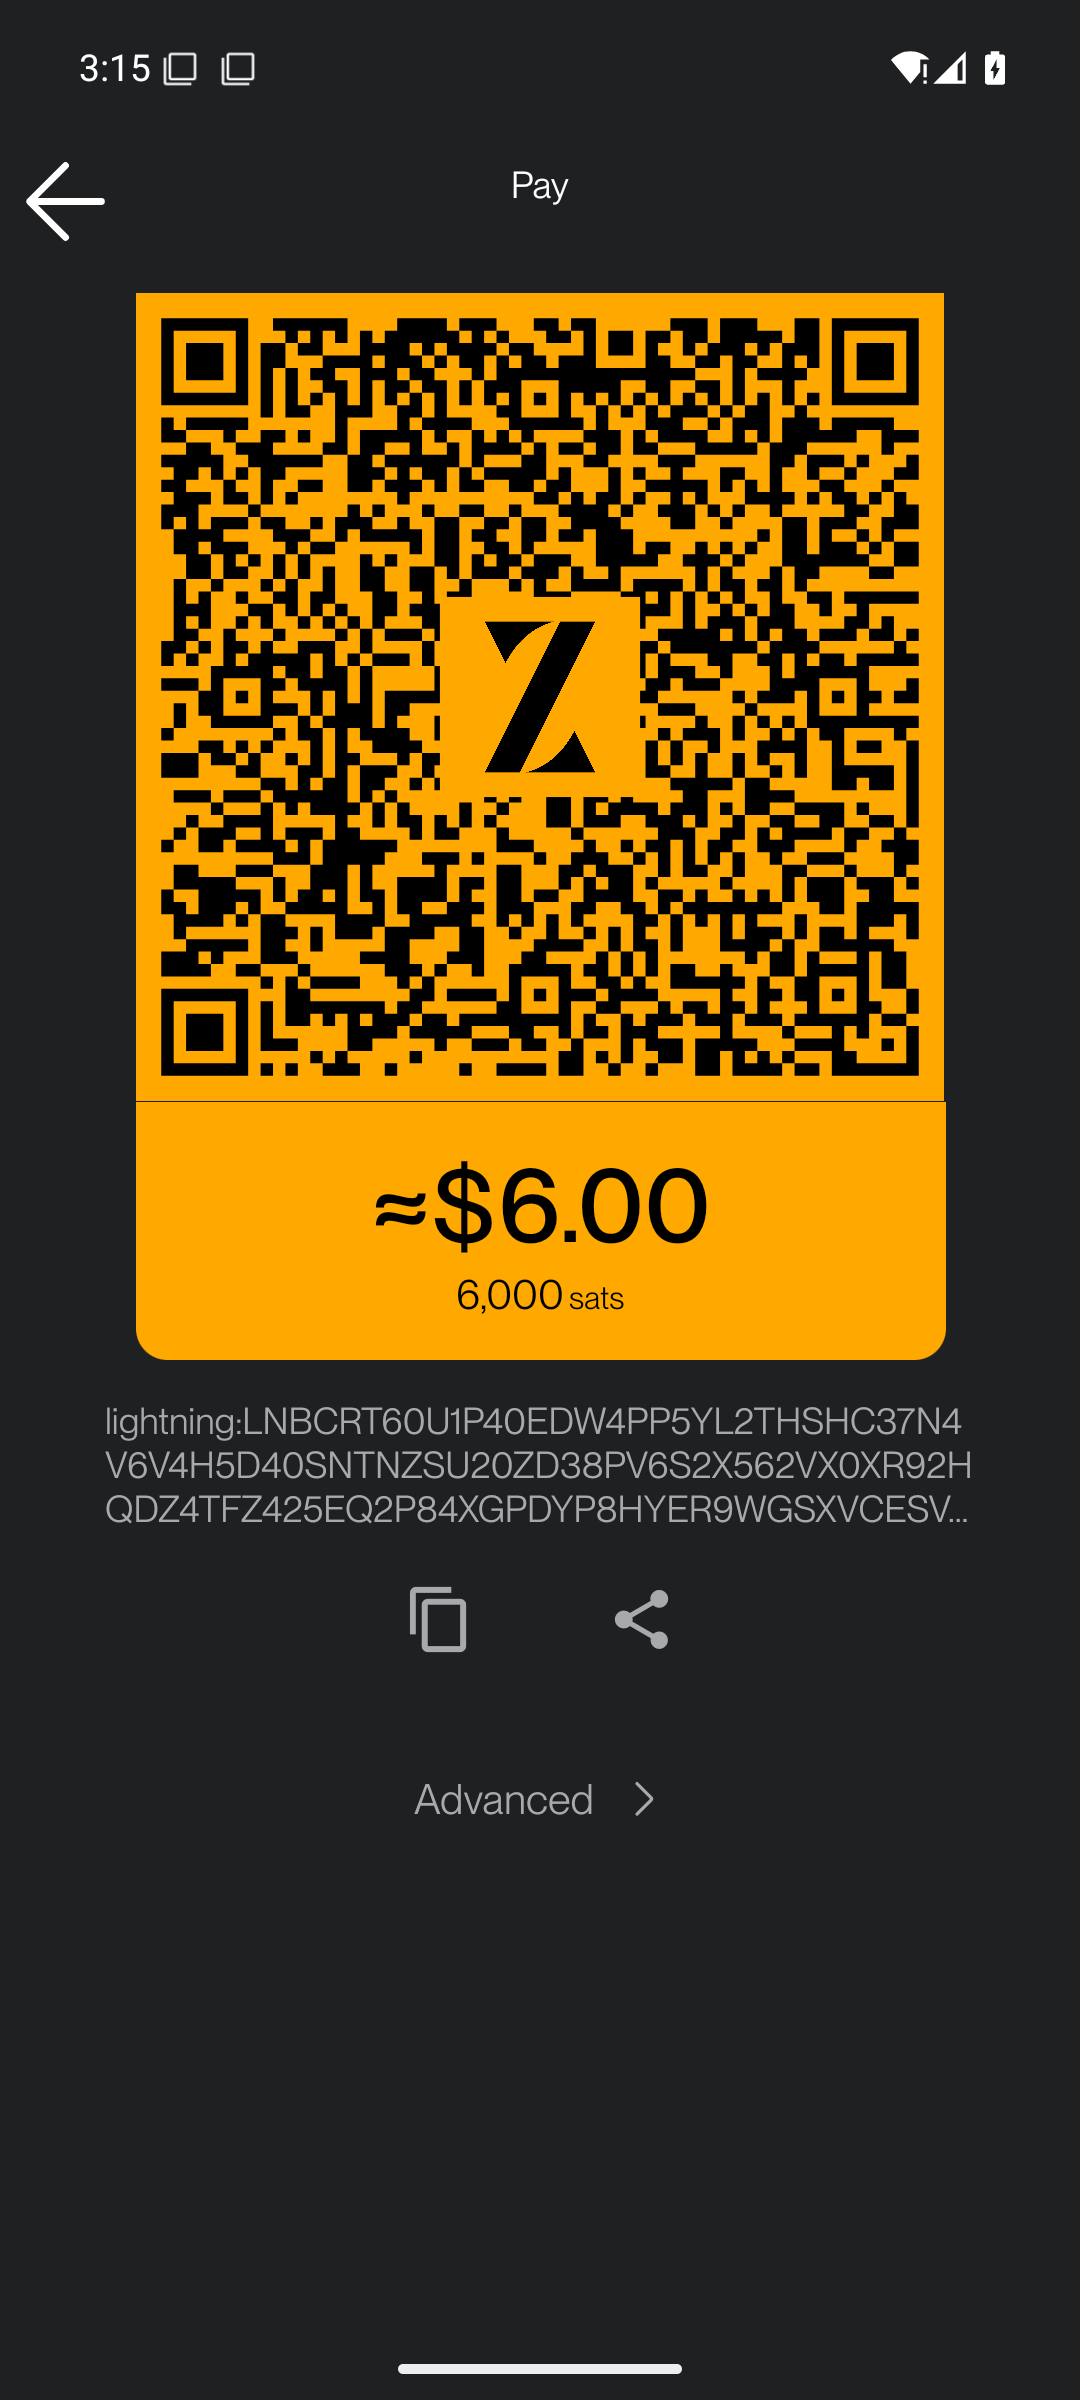 3:15
Pay
≈$6.00
6,000 sats
lightning:LNBCRT60U1P40EDW4PP5YL2THSHC37N4
V6V4H5D40SNTNZSU20ZD38PV6S2X562VX0XR92H
QDZ4TFZ425EQ2P84XGPDYP8HYER9WGSXVCESV...
Advanced